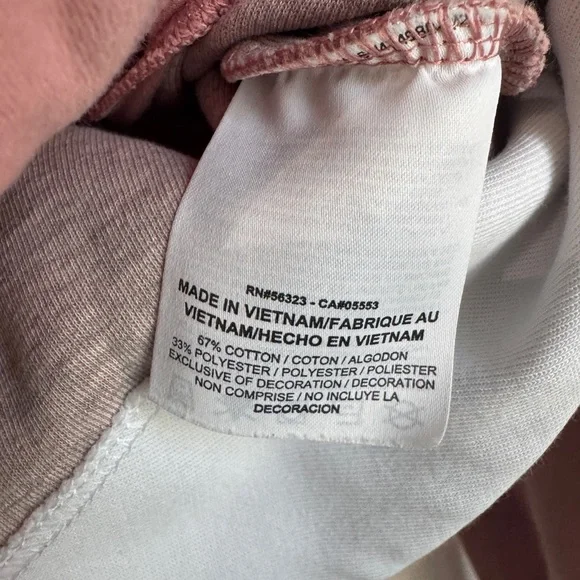 RN#56323 - CA#05553
MADE IN VIETNAM/FABRIQUE AU
VIETNAM/HECHO EN VIETNAM
67% COTTON / COTON / ALGODON
33% POLYESTER / POLYESTER / POLIESTER
EXCLUSIVE OF DECORATION / DECORATION
NON COMPRISE / NO INCLUYE LA
DECORACION